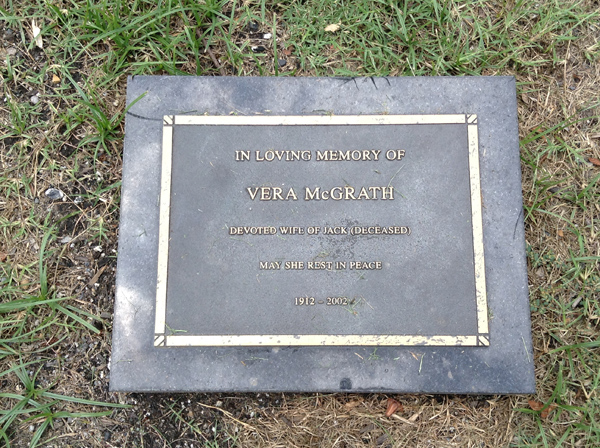 IN LOVING MEMORY OF
VERA McGRATH
DEVOTED WIFE OF JACK (DECEASED)
MAY SHE REST IN PEACE
1912 – 2002